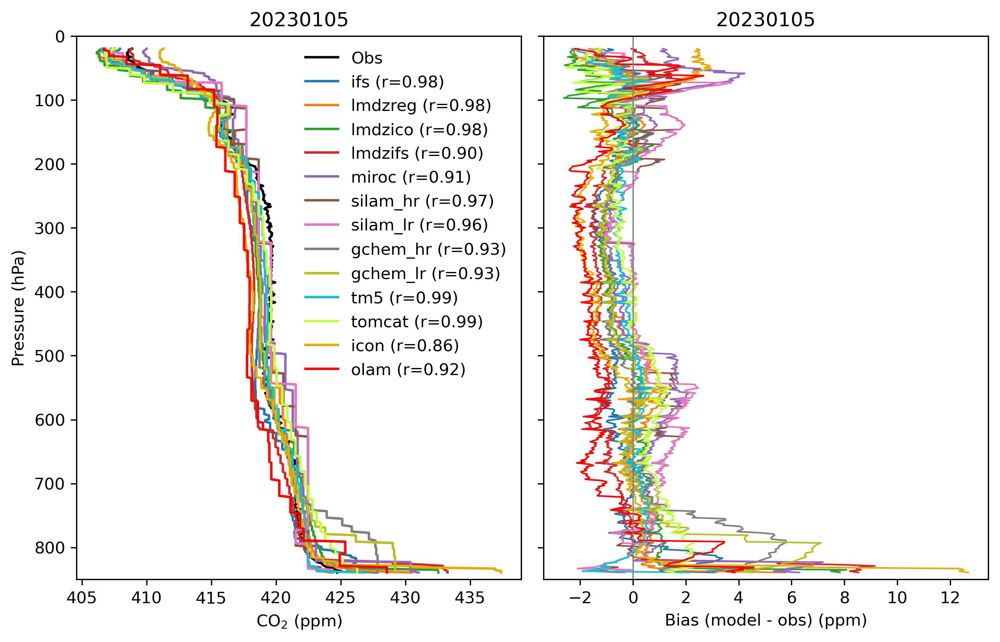 20230105
20230105
0
100
200
300
400
500
600
700
800
Pressure (hPa)
Obs
ifs (r=0.98)
lmdzreg (r=0.98)
lmdzico (r=0.98)
lmdzifs (r=0.90)
miroc (r=0.91)
silam_hr (r=0.97)
silam_lr (r=0.96)
gchem_hr (r=0.93)
gchem_lr (r=0.93)
tm5 (r=0.99)
tomcat (r=0.99)
icon (r=0.86)
olam (r=0.92)
405 410 415 420 425 430 435
CO₂ (ppm)
−2 0 2 4 6 8 10 12
Bias (model - obs) (ppm)